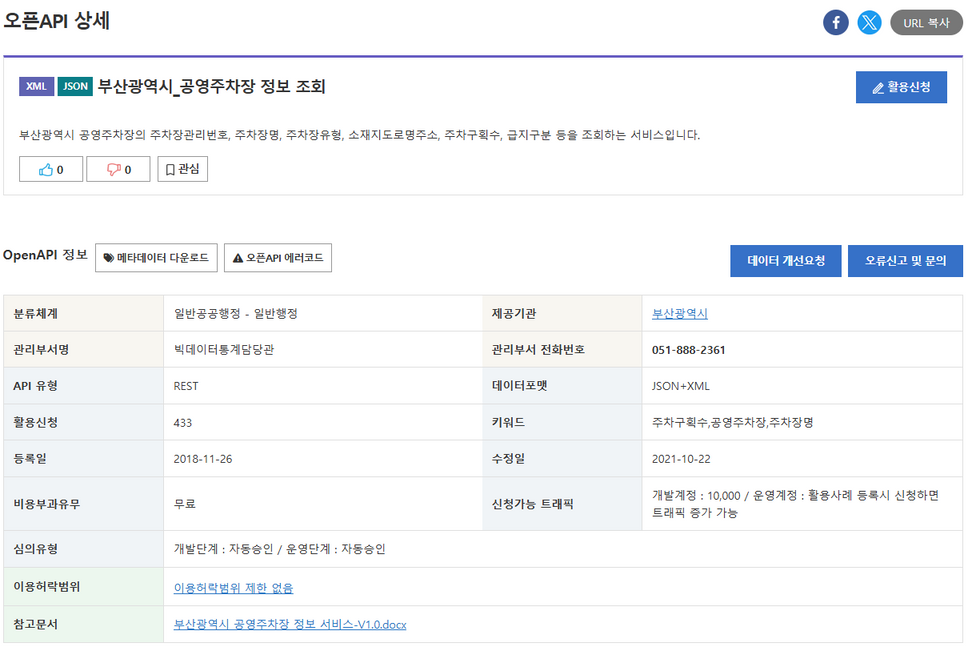 오픈API 상세
URL 복사
XML JSON 부산광역시_공영주차장 정보 조회
활용신청
부산광역시 공영주차장의 주차장관리번호, 주차장명, 주차장유형, 소재지도로명주소, 주차구획수, 급지구분 등을 조회하는 서비스입니다.
0 0 관심
OpenAPI 정보 메타데이터 다운로드 오픈API 에러코드 데이터 개선요청 오류신고 및 문의
분류체계 일반공공행정 - 일반행정 제공기관 부산광역시
관리부서명 빅데이터통계담당관 관리부서 전화번호 051-888-2361
API 유형 REST 데이터포맷 JSON+XML
활용신청 433 키워드 주차구획수,공영주차장,주차장명
등록일 2018-11-26 수정일 2021-10-22
비용부과유무 무료 신청가능 트래픽 개발계정 : 10,000 / 운영계정 : 활용사례 등록시 신청하면
트래픽 증가 가능
심의유형 개발단계 : 자동승인 / 운영단계 : 자동승인
이용허락범위 이용허락범위 제한 없음
참고문서 부산광역시 공영주차장 정보 서비스-V1.0.docx